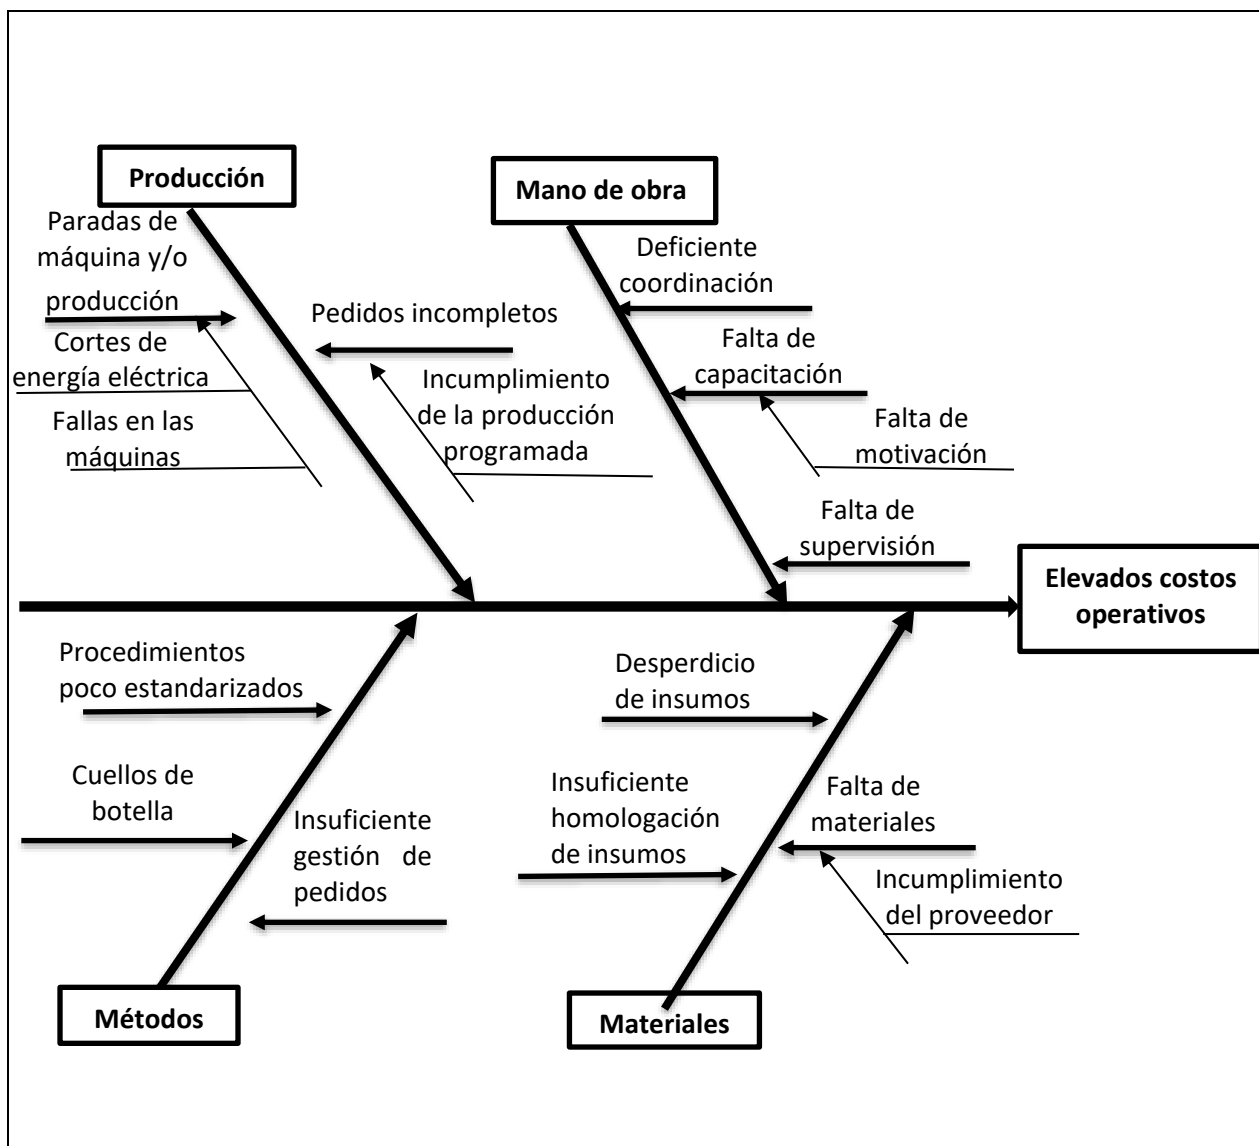 Producción
Mano de obra
Paradas de
máquina y/o
producción
Cortes de
energía eléctrica
Fallas en las
máquinas
Pedidos incompletos
Incumplimiento
de la producción
programada
Deficiente
coordinación
Falta de
capacitación
Falta de
motivación
Falta de
supervisión
Elevados costos
operativos
Procedimientos
poco estandarizados
Cuellos de
botella
Insuficiente
gestión de
pedidos
Desperdicio
de insumos
Insuficiente
homologación
de insumos
Falta de
materiales
Incumplimiento
del proveedor
Métodos
Materiales